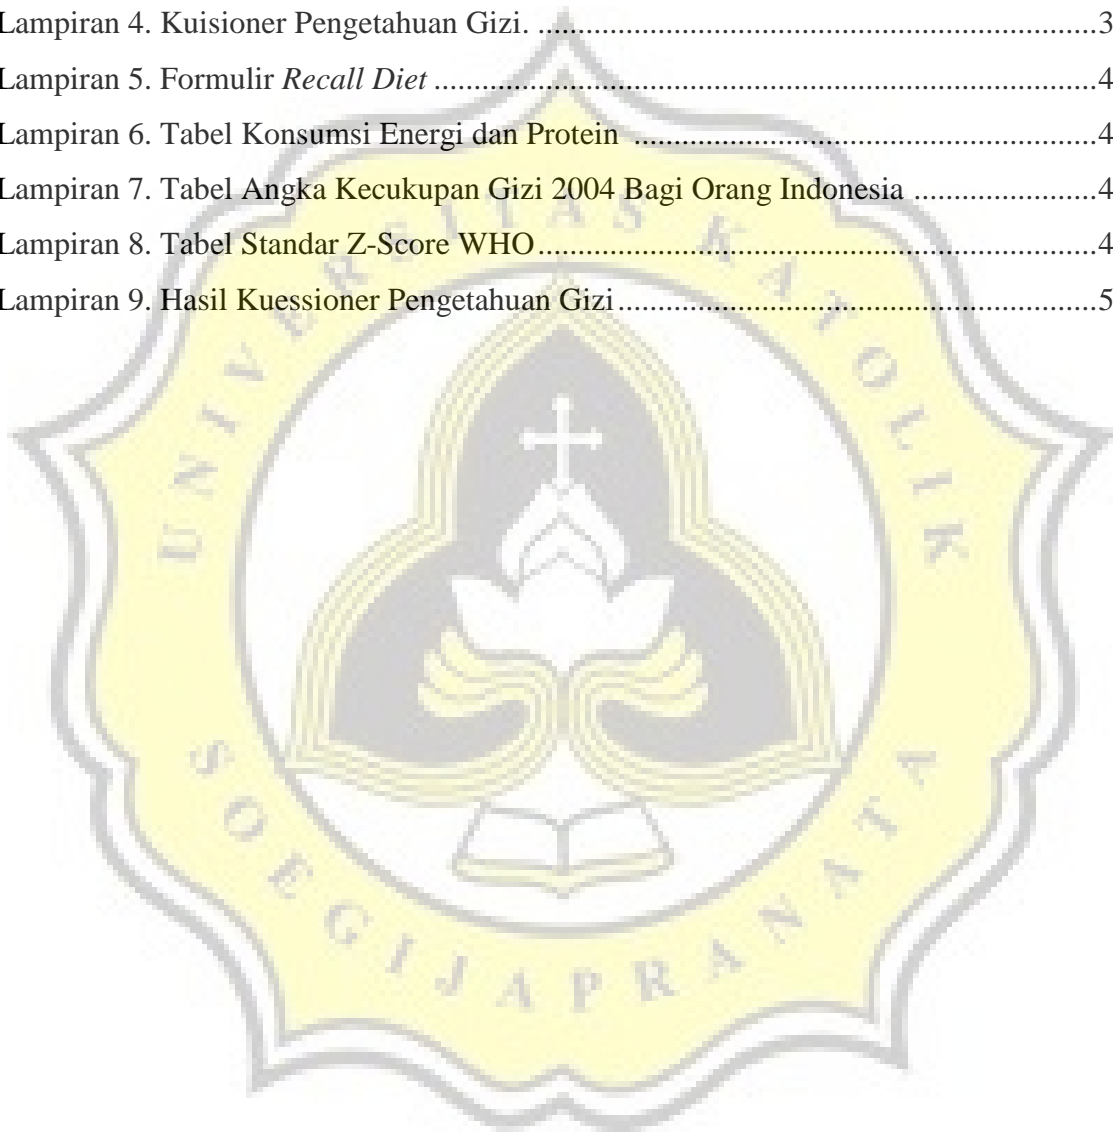 Lampiran 4. Kuisioner Pengetahuan Gizi. ........................................................................3
Lampiran 5. Formulir Recall Diet ....................................................................................4
Lampiran 6. Tabel Konsumsi Energi dan Protein ..........................................................4
Lampiran 7. Tabel Angka Kecukupan Gizi 2004 Bagi Orang Indonesia ......................4
Lampiran 8. Tabel Standar Z-Score WHO.......................................................................4
Lampiran 9. Hasil Kuessioner Pengetahuan Gizi.............................................................5
UNIVERSITAS KATOLIK
SOEGIJAPRANATA